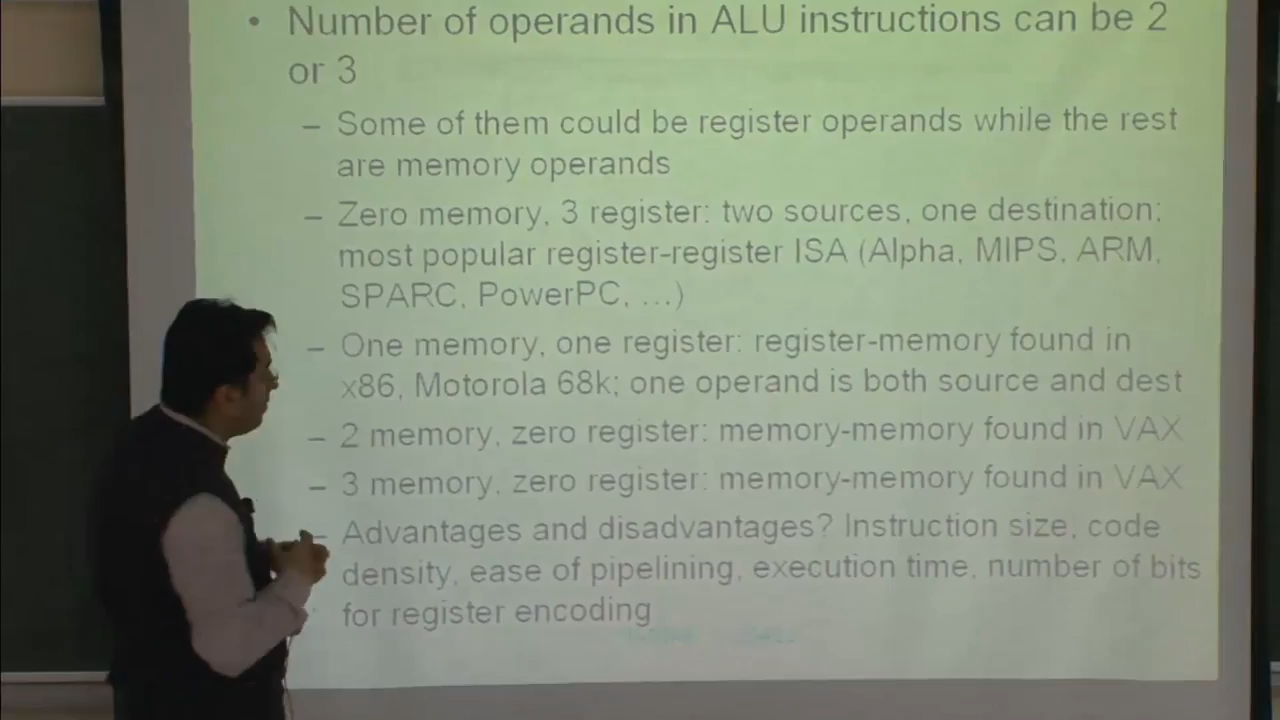 • Number of operands in ALU instructions can be 2
or 3
– Some of them could be register operands while the rest
are memory operands
– Zero memory, 3 register: two sources, one destination;
most popular register-register ISA (Alpha, MIPS, ARM,
SPARC, PowerPC, ...)
– One memory, one register: register-memory found in
x86, Motorola 68k; one operand is both source and dest
– 2 memory, zero register: memory-memory found in VAX
– 3 memory, zero register: memory-memory found in VAX
– Advantages and disadvantages? Instruction size, code
density, ease of pipelining, execution time, number of bits
for register encoding